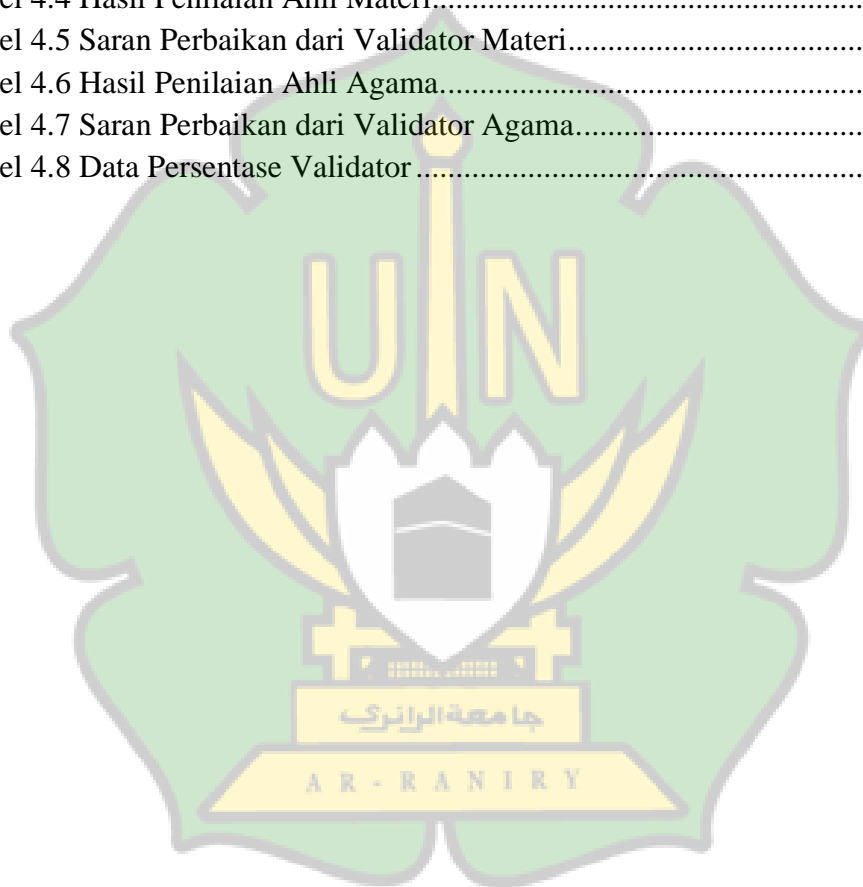 el 4.4 Hasil Penilaian Ahli Materi.......................................................
el 4.5 Saran Perbaikan dari Validator Materi.....................................
el 4.6 Hasil Penilaian Ahli Agama.....................................................
el 4.7 Saran Perbaikan dari Validator Agama....................................
el 4.8 Data Persentase Validator ........................................................
UIN
جامعة الرانري
AR-RANIRY